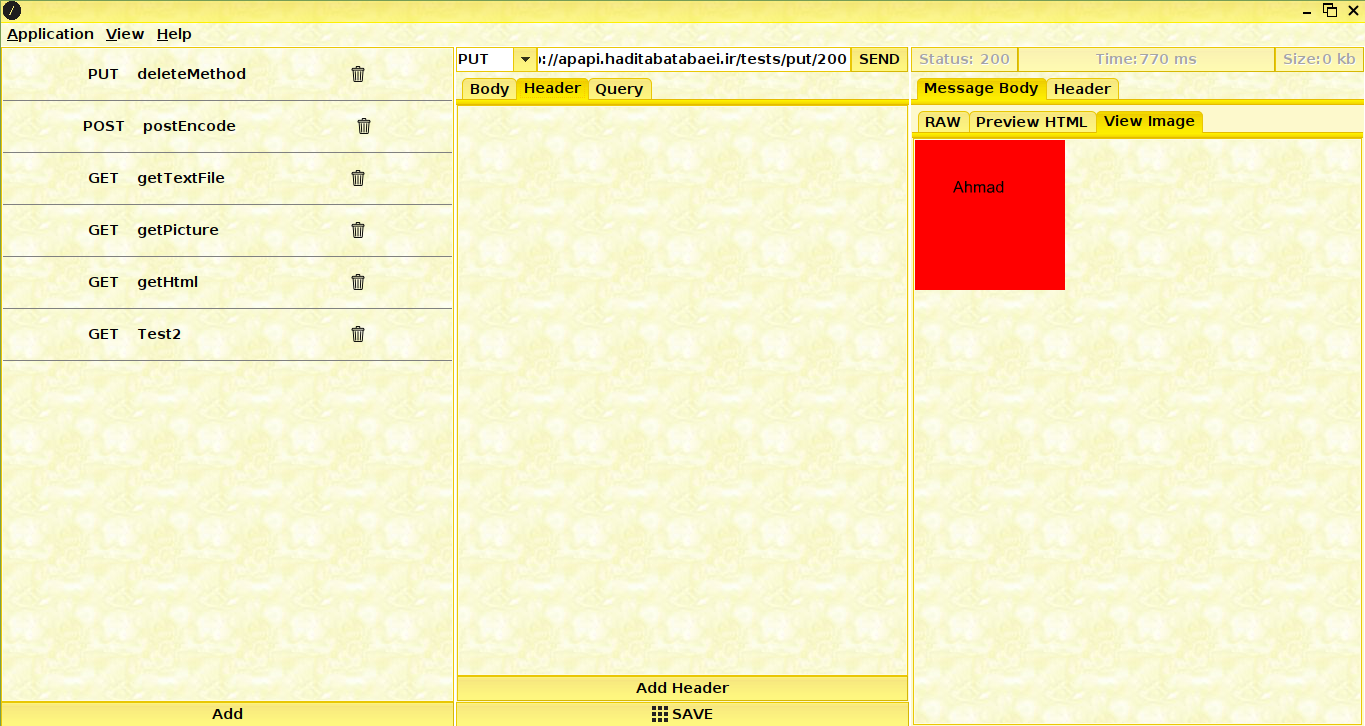 Application View Help
PUT deleteMethod
POST postEncode
GET getTextFile
GET getPicture
GET getHtml
GET Test2
Add
PUT ://apapi.haditabatabaei.ir/tests/put/200 SEND
Body Header Query
Add Header
SAVE
Status: 200 Time:770 ms Size:0 kb
Message Body Header
RAW Preview HTML View Image
Ahmad